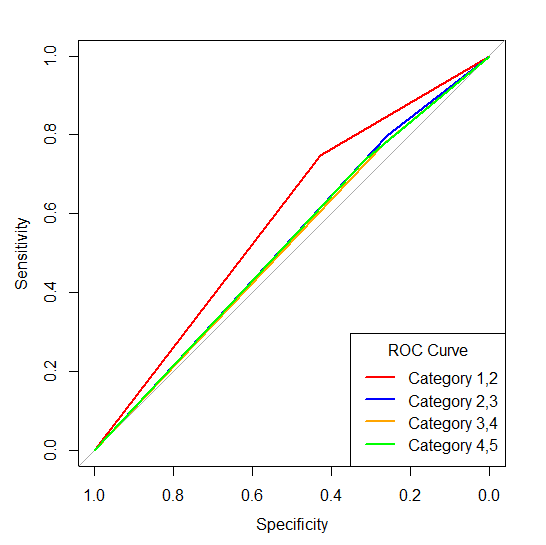 1.0
0.8
0.6
0.4
0.2
0.0
Sensitivity
ROC Curve
Category 1,2
Category 2,3
Category 3,4
Category 4,5
1.0 0.8 0.6 0.4 0.2 0.0
Specificity